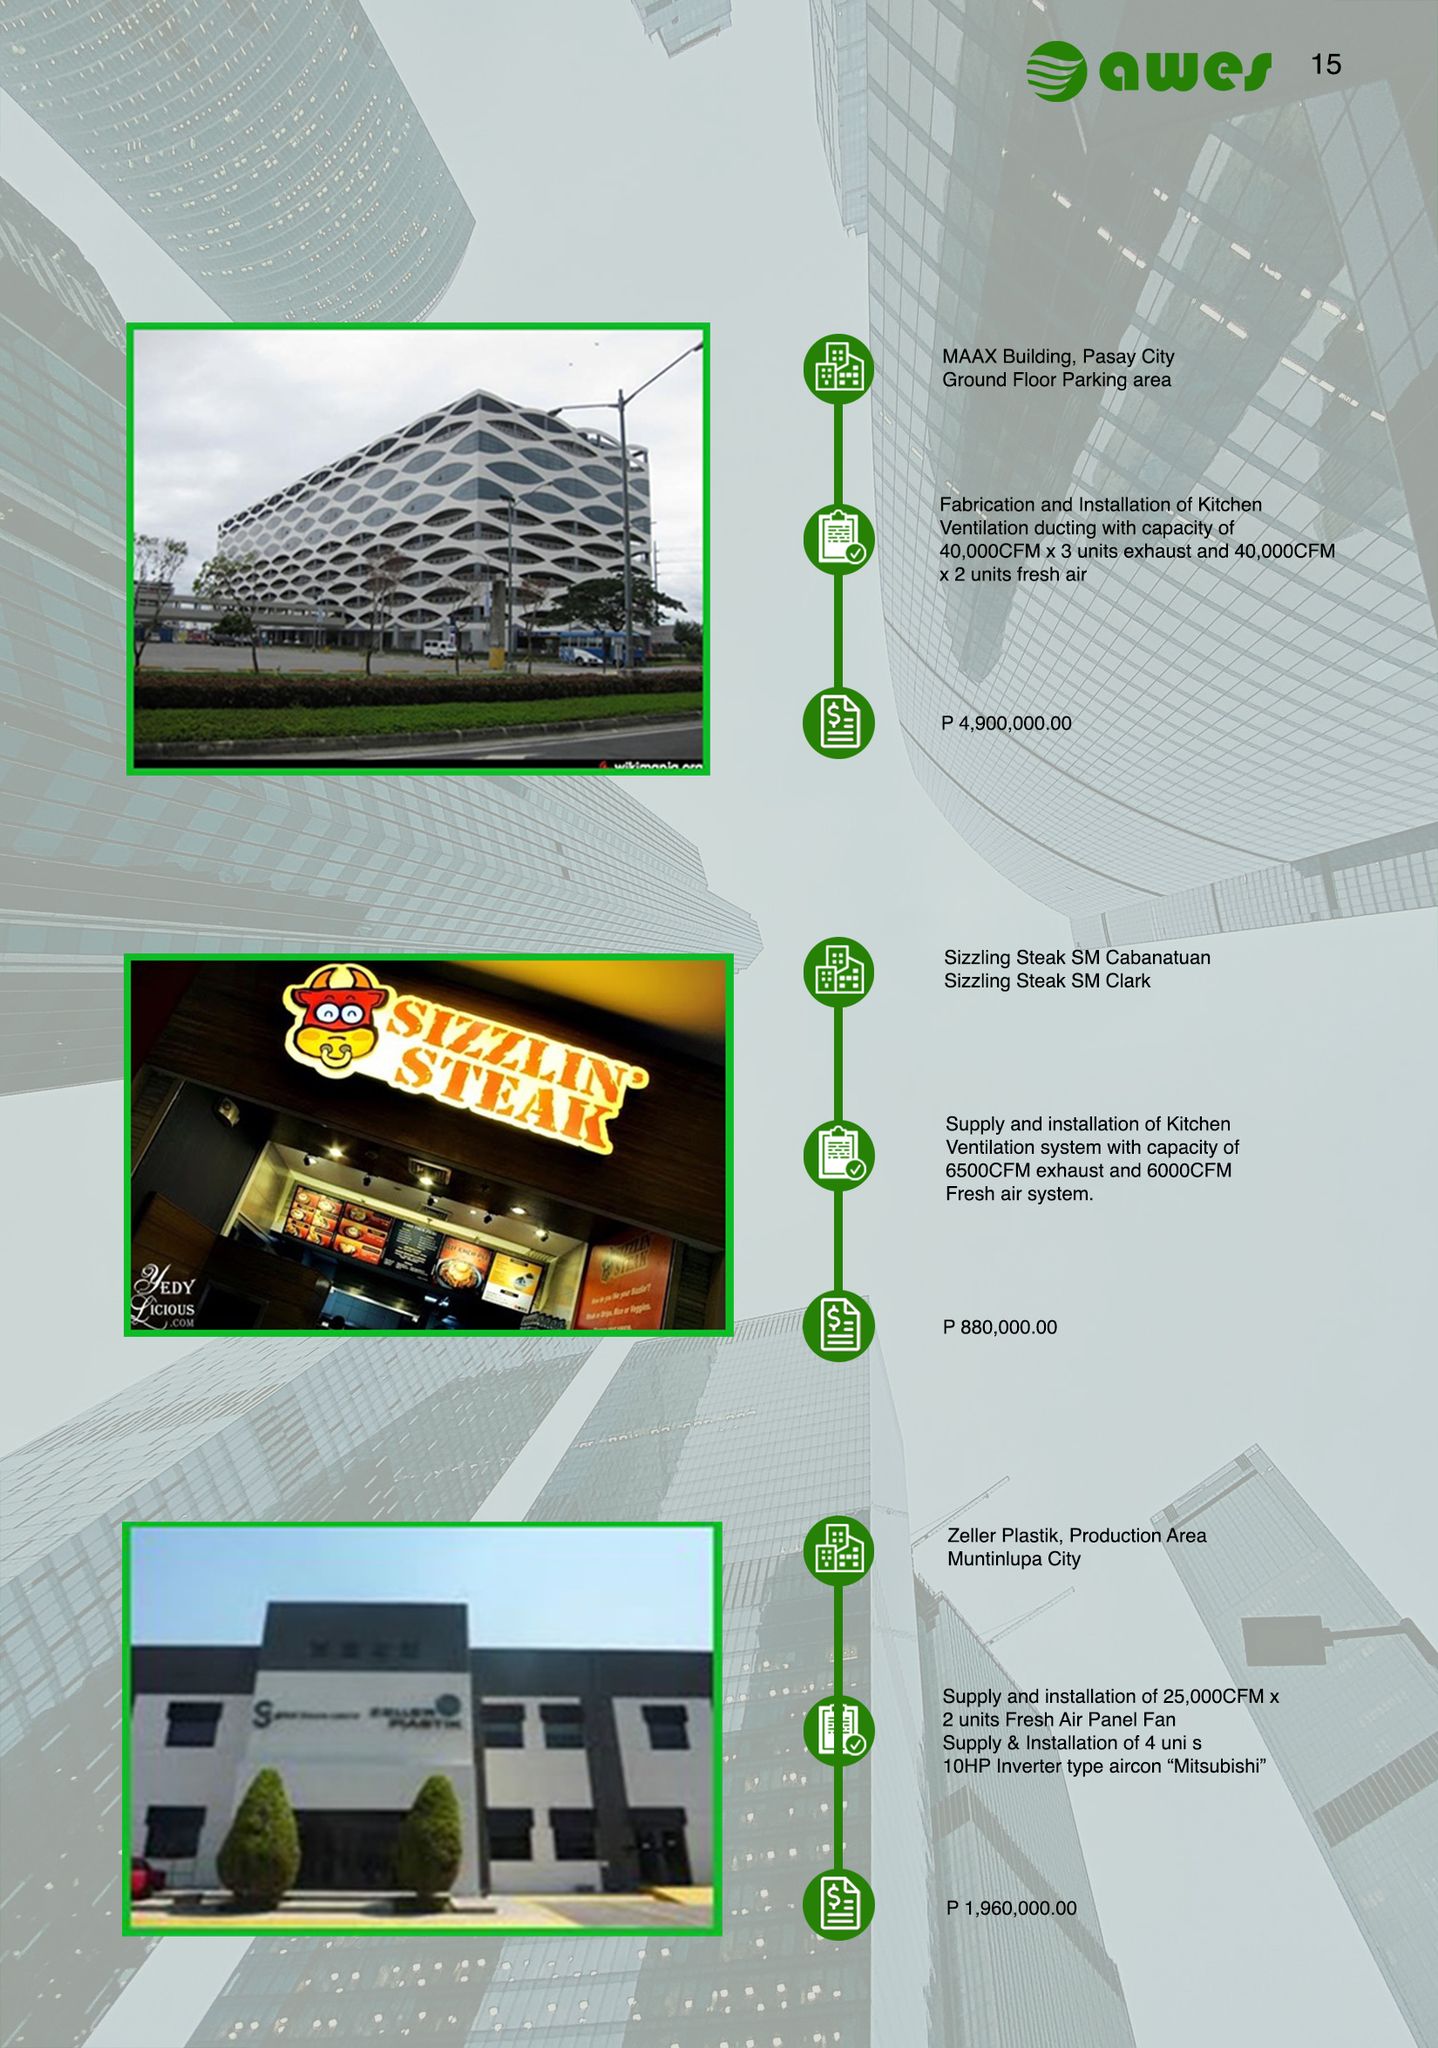 awes 15
MAAX Building, Pasay City
Ground Floor Parking area
Fabrication and Installation of Kitchen
Ventilation ducting with capacity of
40,000CFM x 3 units exhaust and 40,000CFM
x 2 units fresh air
P 4,900,000.00
wikimapia.org
SIZZLIN'
STEAK
SIZZLIN'
STEAK
YEDY
LICIOUS
.COM
Sizzling Steak SM Cabanatuan
Sizzling Steak SM Clark
Supply and installation of Kitchen
Ventilation system with capacity of
6500CFM exhaust and 6000CFM
Fresh air system.
P 880,000.00
ZELLER
PLASTIK
Zeller Plastik, Production Area
Muntinlupa City
Supply and installation of 25,000CFM x
2 units Fresh Air Panel Fan
Supply & Installation of 4 uni s
10HP Inverter type aircon “Mitsubishi”
P 1,960,000.00